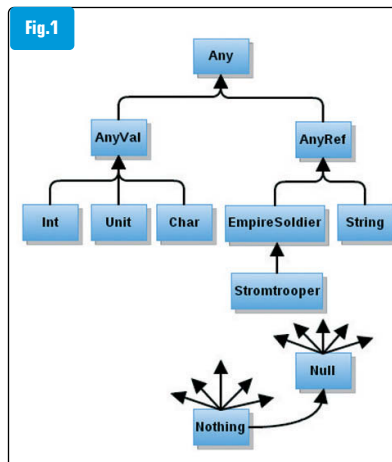 Fig.1
Any
AnyVal
AnyRef
Int
Unit
Char
EmpireSoldier
String
Stromtrooper
Null
Nothing